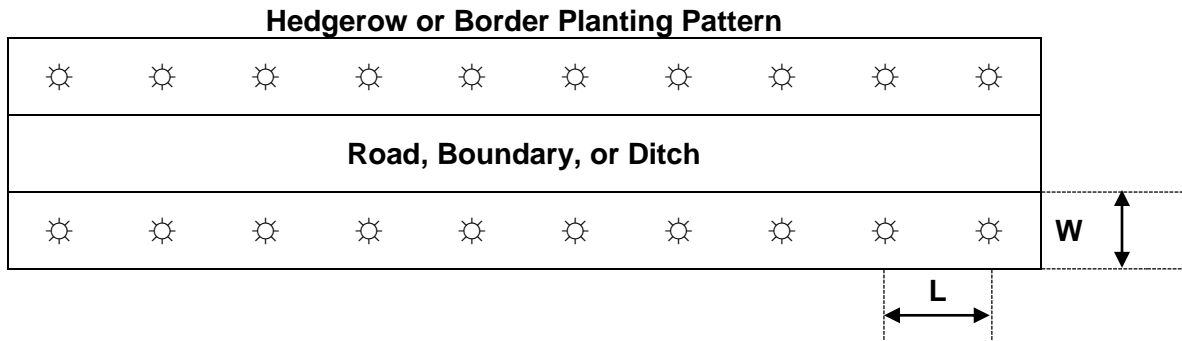 Hedgerow or Border Planting Pattern
Road, Boundary, or Ditch
W
L